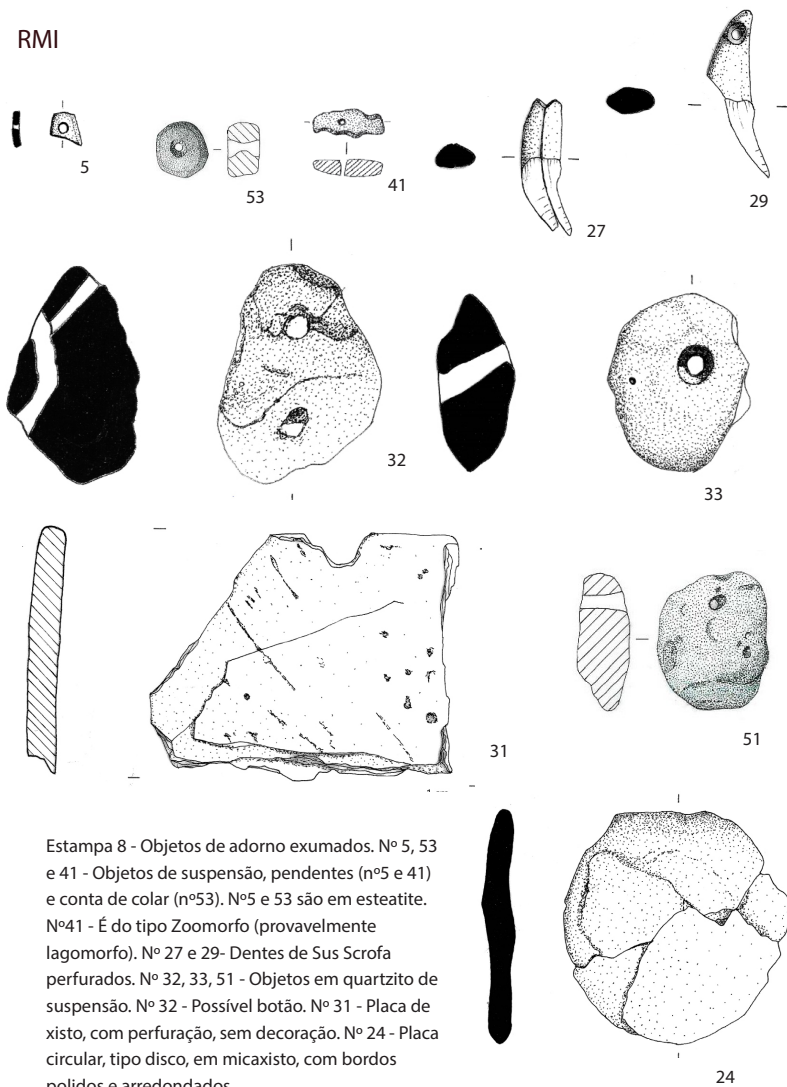 RMI
5
53
41
27
29
32
33
31
51
Estampa 8 - Objetos de adorno exumados. Nº 5, 53
e 41 - Objetos de suspensão, pendentes (nº5 e 41)
e conta de colar (nº53). Nº5 e 53 são em esteatite.
Nº41 - É do tipo Zoomorfo (provavelmente
lagomorfo). Nº 27 e 29- Dentes de Sus Scrofa
perfurados. Nº 32, 33, 51 - Objetos em quartzito de
suspensão. Nº 32 - Possível botão. Nº 31 - Placa de
xisto, com perfuração, sem decoração. Nº 24 - Placa
circular, tipo disco, em micaxisto, com bordos
polidos e arredondados
24